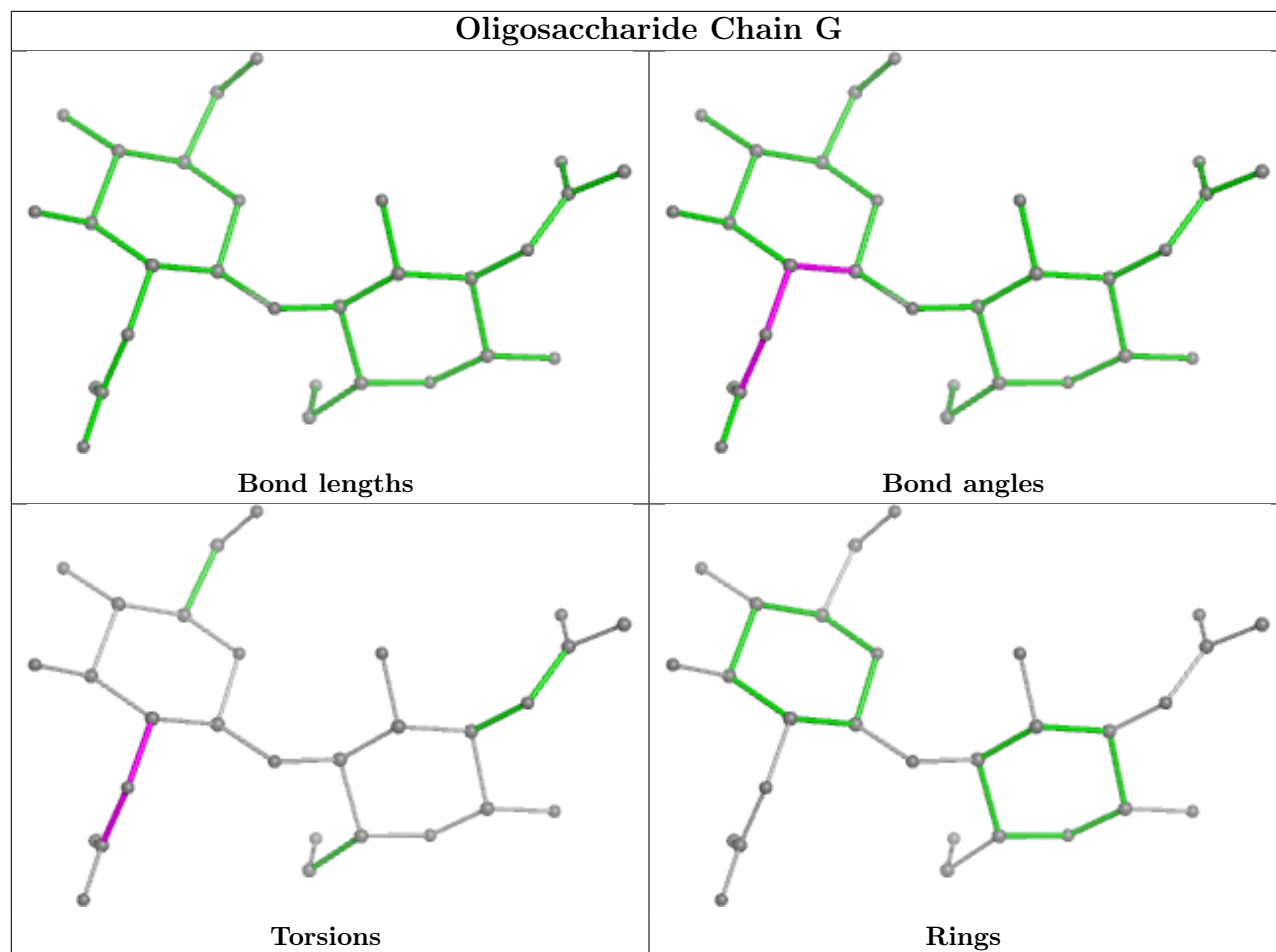 Oligosaccharide Chain G
Bond lengths
Bond angles
Torsions
Rings